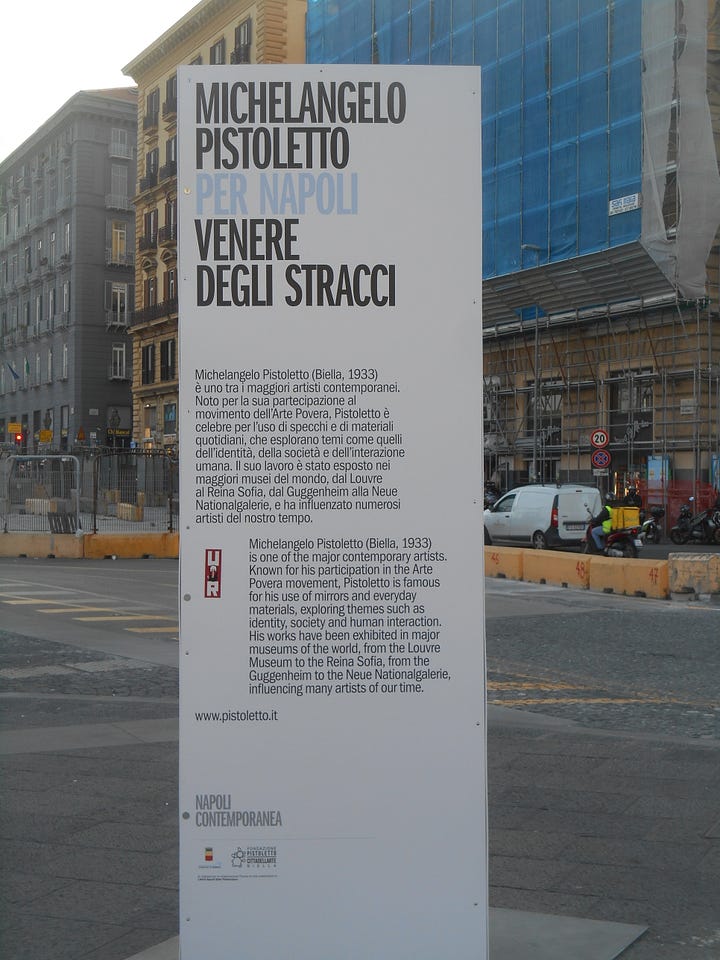 MICHELANGELO
PISTOLETTO
PER NAPOLI
VENERE
DEGLI STRACCI
Michelangelo Pistoletto (Biella, 1933)
è uno tra i maggiori artisti contemporanei.
Noto per la sua partecipazione al
movimento dell'Arte Povera, Pistoletto è
celebre per l'uso di specchi e di materiali
quotidiani, che esplorano temi come quelli
dell'identità, della società e dell'interazione
umana. Il suo lavoro è stato esposto nei
maggiori musei del mondo, dal Louvre
al Reina Sofia, dal Guggenheim alla Neue
Nationalgalerie, e ha influenzato numerosi
artisti del nostro tempo.
Michelangelo Pistoletto (Biella, 1933)
is one of the major contemporary artists.
Known for his participation in the Arte
Povera movement, Pistoletto is famous
for his use of mirrors and everyday
materials, exploring themes such as
identity, society and human interaction.
His works have been exhibited in major
museums of the world, from the Louvre
Museum to the Reina Sofia, from the
Guggenheim to the Neue Nationalgalerie,
influencing many artists of our time.
www.pistoletto.it
NAPOLI
CONTEMPORANEA
FONDAZIONE
PISTOLETTO
CITTADELLARTE
BIELLA
20
46
48
47